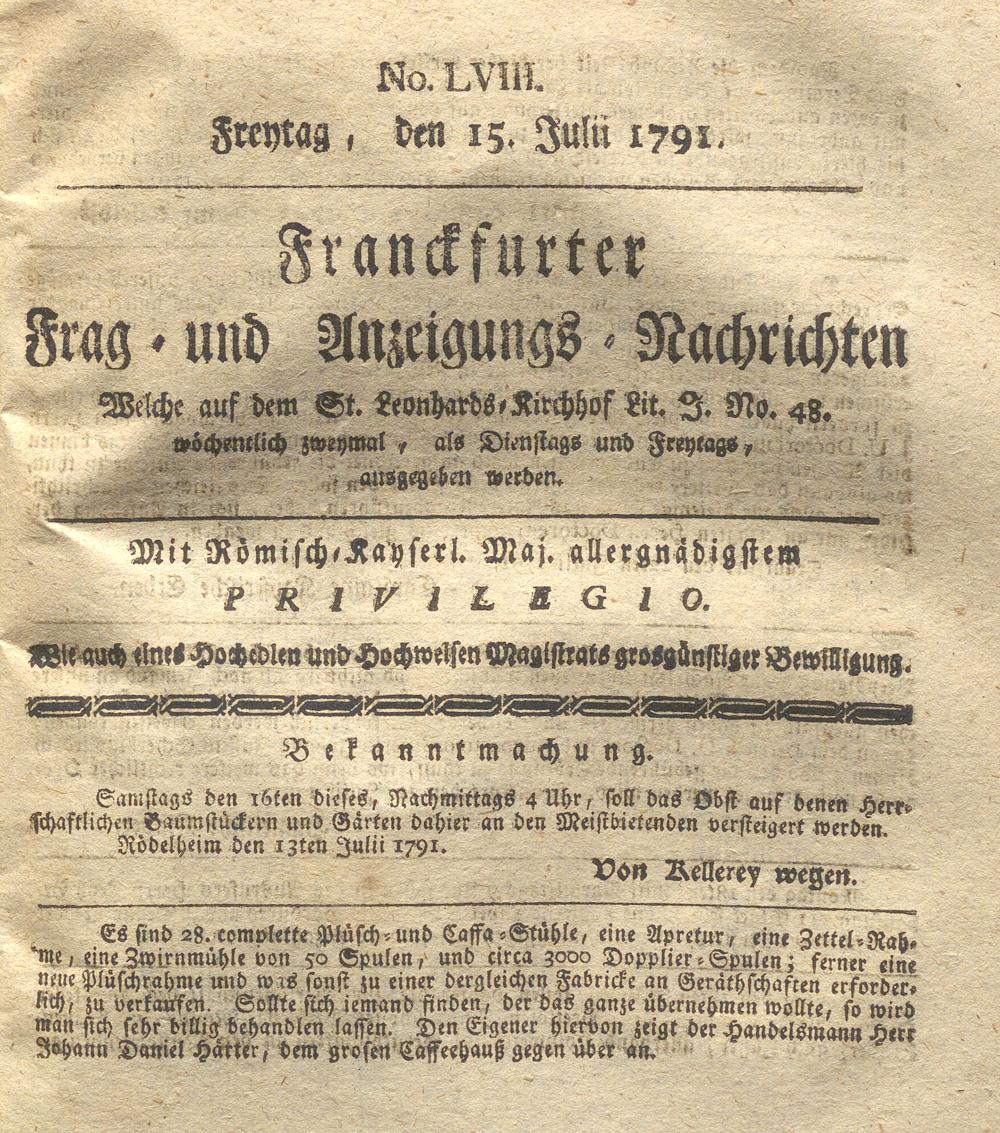 No. LVIII.
Freytag, den 15. Julii 1791.
Franckfurter
Frag- und Anzeigungs-Nachrichten
Welche auf dem St. Leonhards-Kirchhof Lit. J. No. 48.
wöchentlich zweymal, als Dienstags und Freytags,
ausgegeben werden.
Mit Römisch-Kayserl. Maj. allergnädigstem
PRIVILEGIO.
Wie auch eines Hochedlen und Hochweisen Magistrats grosgünstiger Bewilligung.
Bekanntmachung.
Samstags den 16ten dieses, Nachmittags 4 Uhr, soll das Obst auf denen Herr-
schaftlichen Baumstückern und Gärten dahier an den Meistbietenden versteigert werden.
Rödelheim den 13ten Julii 1791.
Von Kellerey wegen.
Es sind 28. complette Plüsch- und Caffa-Stühle, eine Apretur, eine Zettel-Rah-
me, eine Zwirnmühle von 50 Spulen, und circa 3000 Dopplier-Spulen; ferner eine
neue Plüschrahme und was sonst zu einer dergleichen Fabricke an Geräthschaften erforder-
lich, zu verkaufen. Sollte sich iemand finden, der das ganze übernehmen wollte, so wird
man sich sehr billig behandlen lassen. Den Eigener hiervon zeigt der Handelsmann Herr
Johann Daniel Hätter, dem grosen Caffeehauß gegen über an.